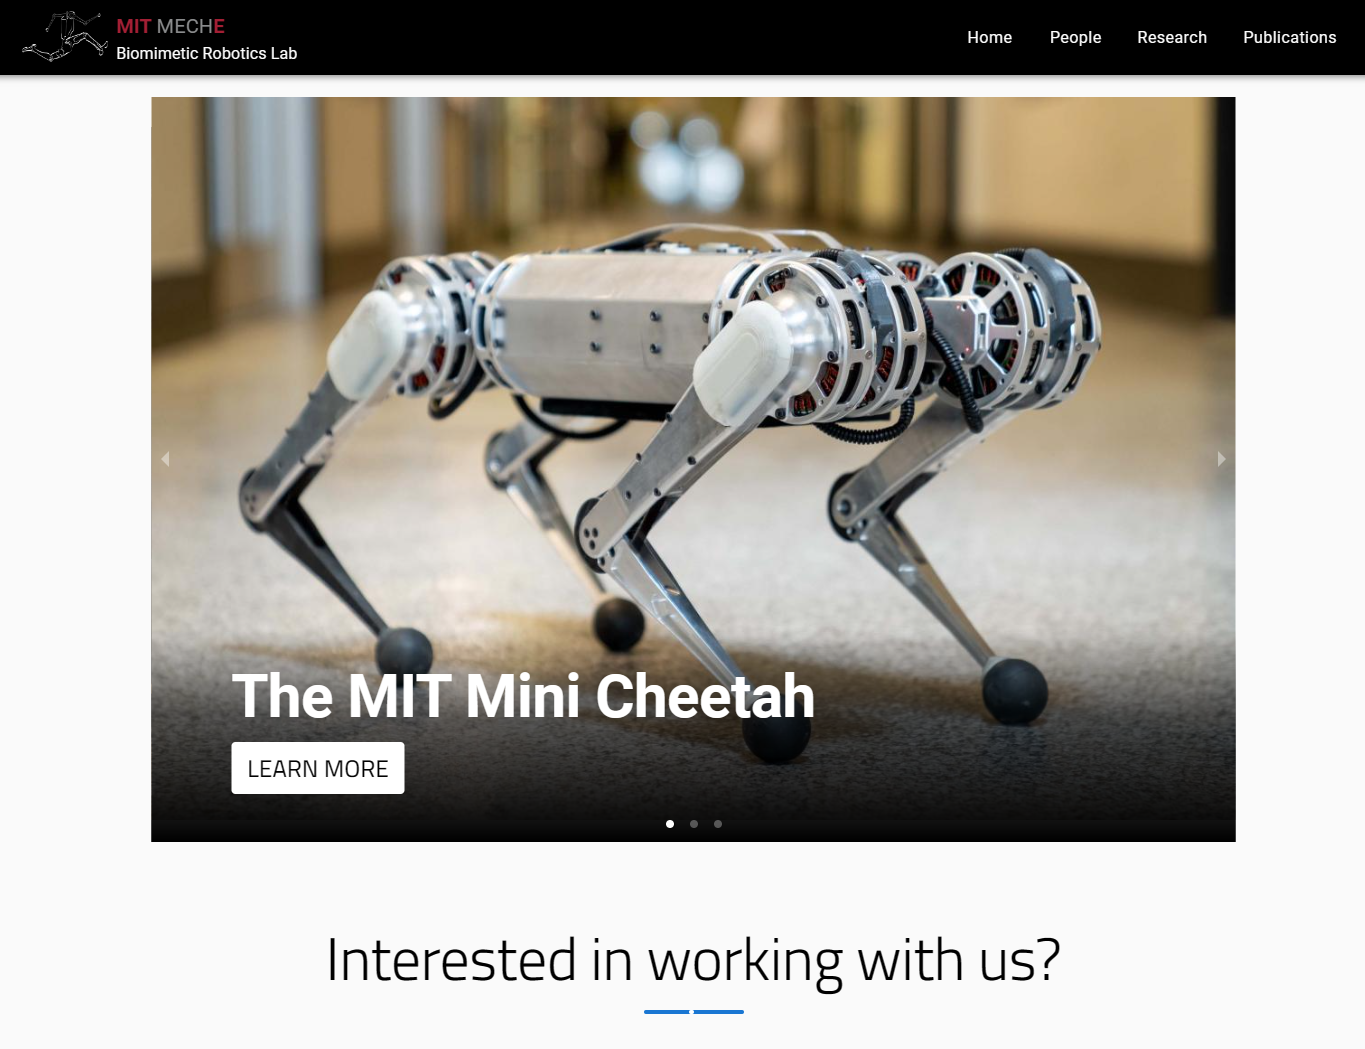 MIT MECHE
Biomimetic Robotics Lab
Home People Research Publications
The MIT Mini Cheetah
LEARN MORE
Interested in working with us?